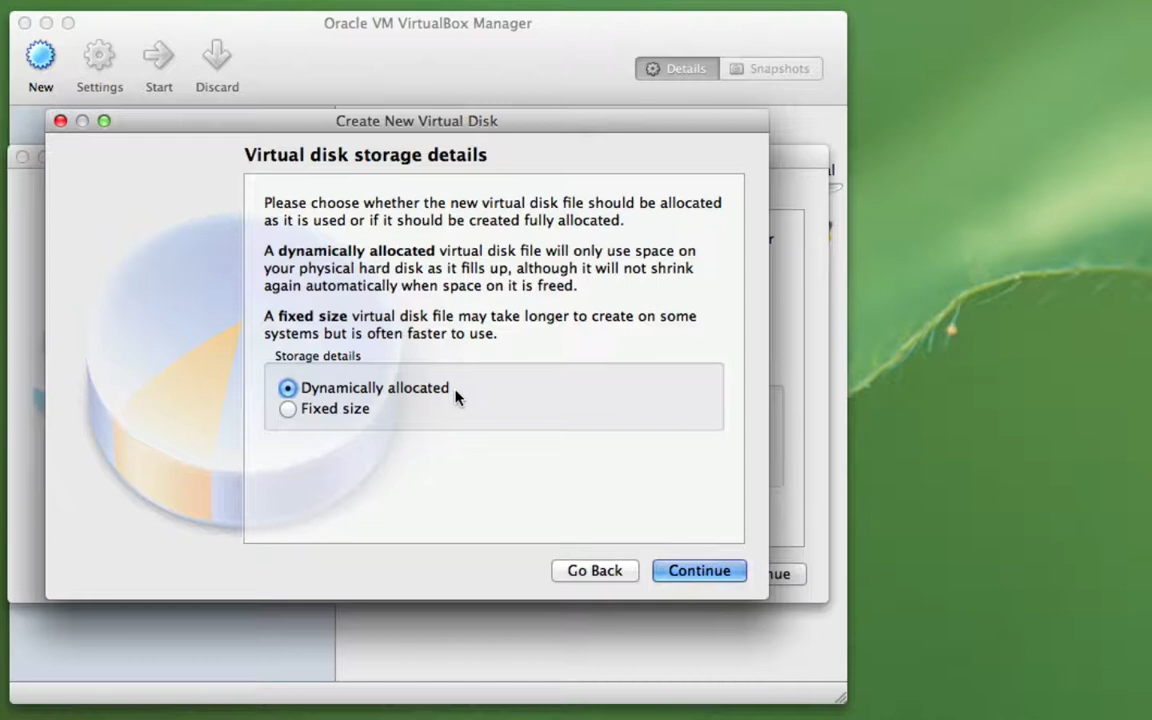 Oracle VM VirtualBox Manager
New
Settings
Start
Discard
Details
Snapshots
Create New Virtual Disk
Virtual disk storage details
Please choose whether the new virtual disk file should be allocated
as it is used or if it should be created fully allocated.
A dynamically allocated virtual disk file will only use space on
your physical hard disk as it fills up, although it will not shrink
again automatically when space on it is freed.
A fixed size virtual disk file may take longer to create on some
systems but is often faster to use.
Storage details
Dynamically allocated
Fixed size
Go Back
Continue